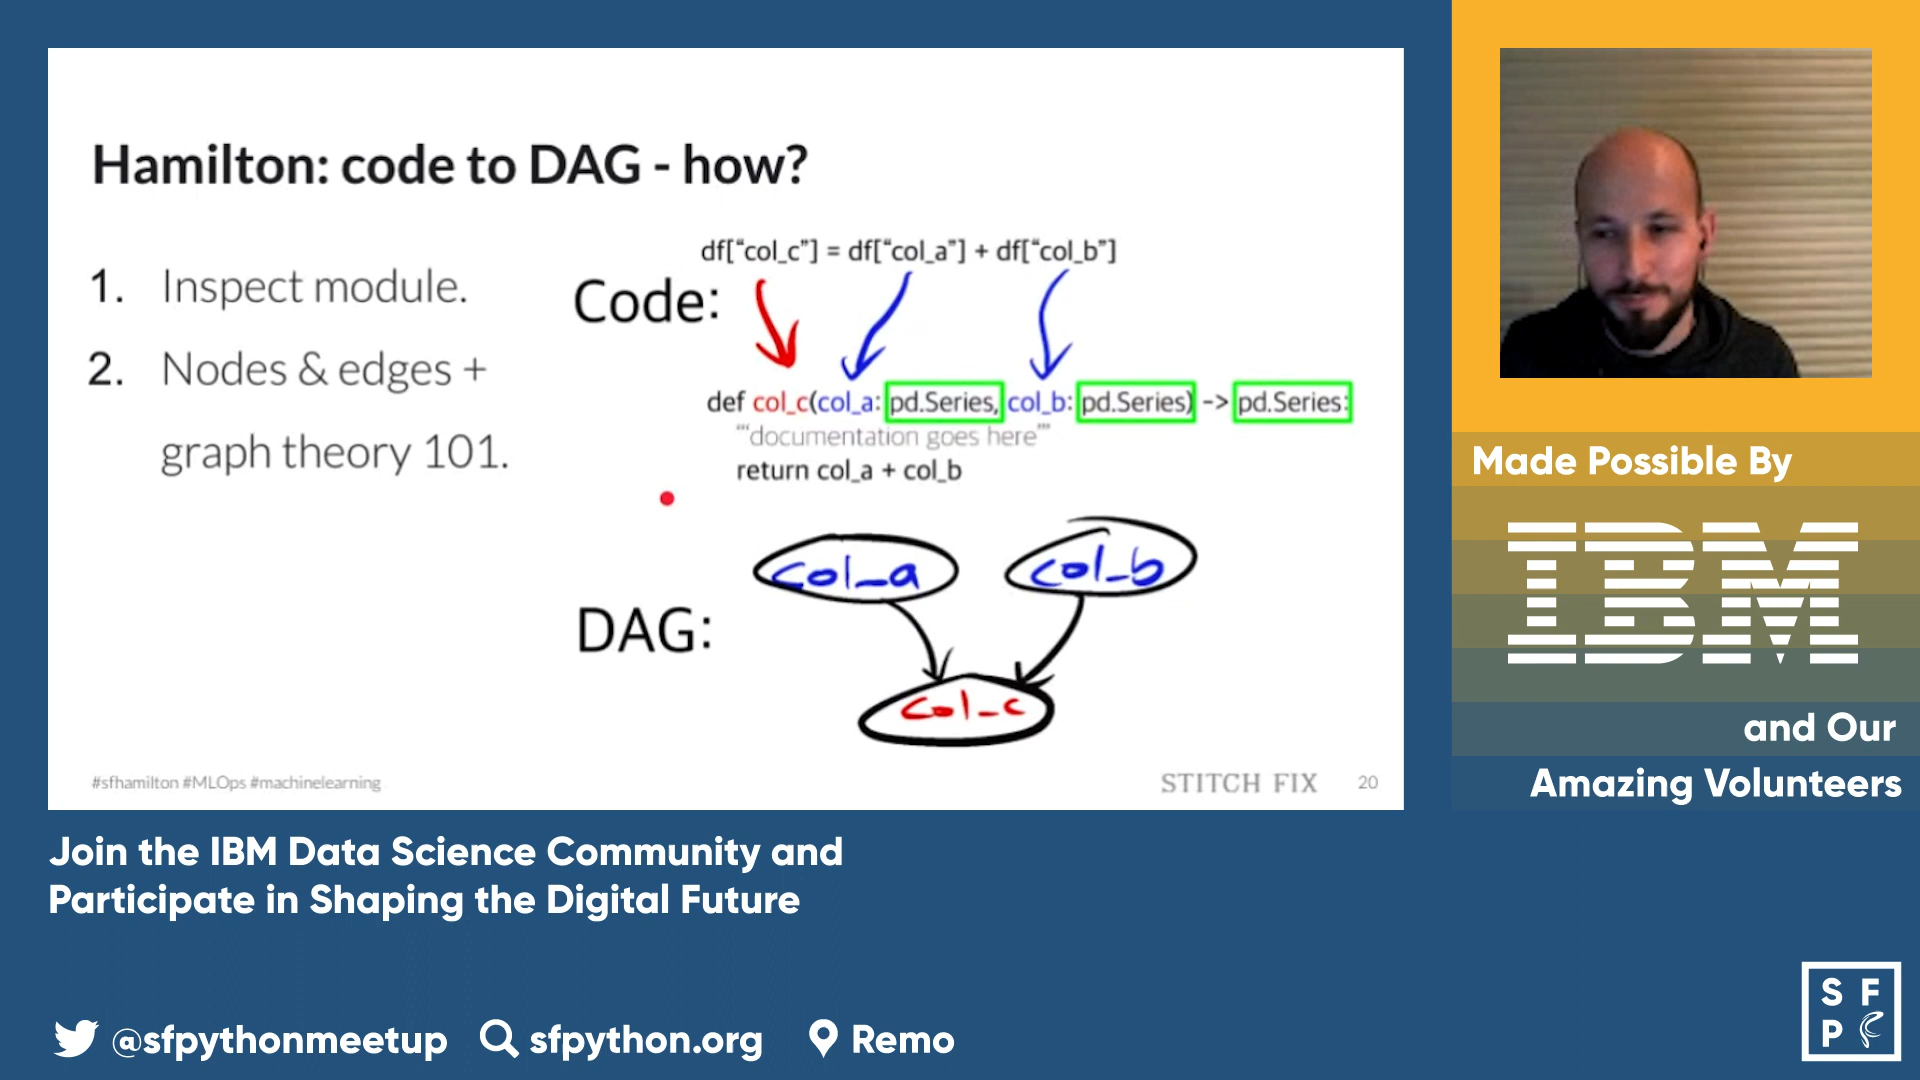 Hamilton: code to DAG - how?
1. Inspect module.
2. Nodes & edges +
graph theory 101.
df[“col_c”] = df[“col_a”] + df[“col_b”]
Code:
def col_c(col_a: pd.Series, col_b: pd.Series) -> pd.Series:
'''documentation goes here'''
return col_a + col_b
col_a
col_b
DAG:
col_c
#sfhamilton #MLOps #machinelearning
STITCH FIX
20
Made Possible By
IBM
and Our
Amazing Volunteers
Join the IBM Data Science Community and
Participate in Shaping the Digital Future
@sfpythonmeetup
sfpython.org
Remo
S F
P